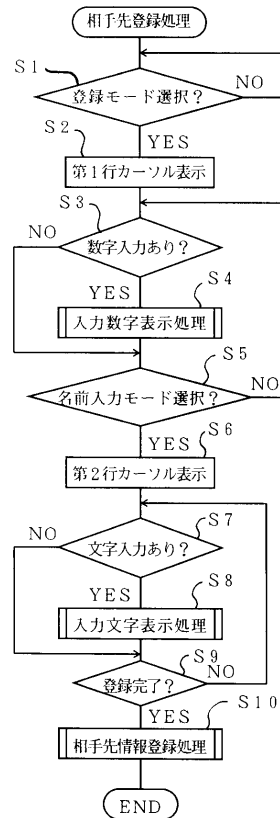 相手先登録処理
S1
登録モード選択？
NO
YES
S2
第1行カーソル表示
S3
NO
数字入力あり？
YES
S4
入力数字表示処理
S5
名前入力モード選択？
NO
YES
S6
第2行カーソル表示
S7
NO
文字入力あり？
YES
S8
入力文字表示処理
S9
登録完了？
NO
YES
S10
相手先情報登録処理
END